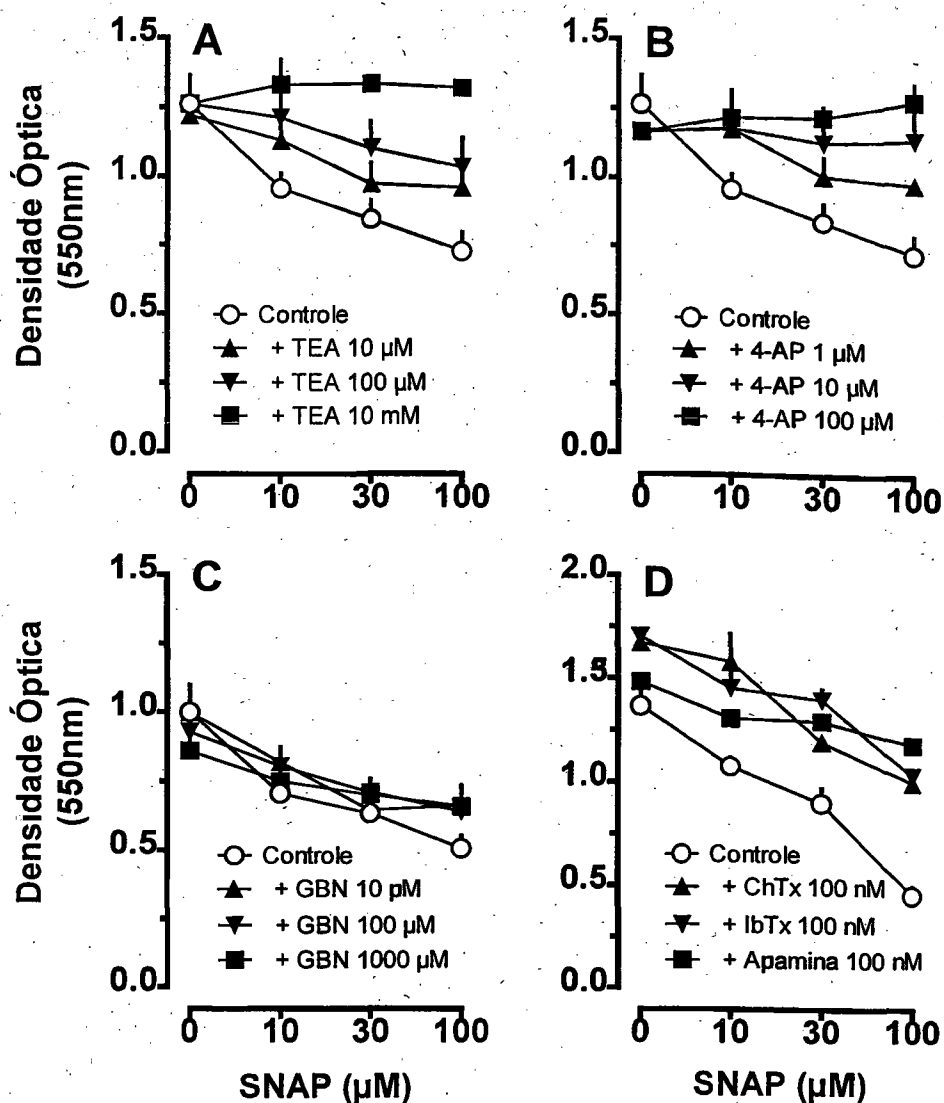 A
1.5
1.0
0.5
0.0
Densidade Óptica
(550nm)
Controle
+ TEA 10 µM
+ TEA 100 µM
+ TEA 10 mM
0 10 30 100
B
1.5
1.0
0.5
0.0
Controle
+ 4-AP 1 µM
+ 4-AP 10 µM
+ 4-AP 100 µM
0 10 30 100
C
1.5
1.0
0.5
0.0
Densidade Óptica
(550nm)
Controle
+ GBN 10 pM
+ GBN 100 µM
+ GBN 1000 µM
0 10 30 100
SNAP (µM)
D
2.0
1.5
1.0
0.5
0.0
Controle
+ ChTx 100 nM
+ IbTx 100 nM
+ Apamina 100 nM
0 10 30 100
SNAP (µM)